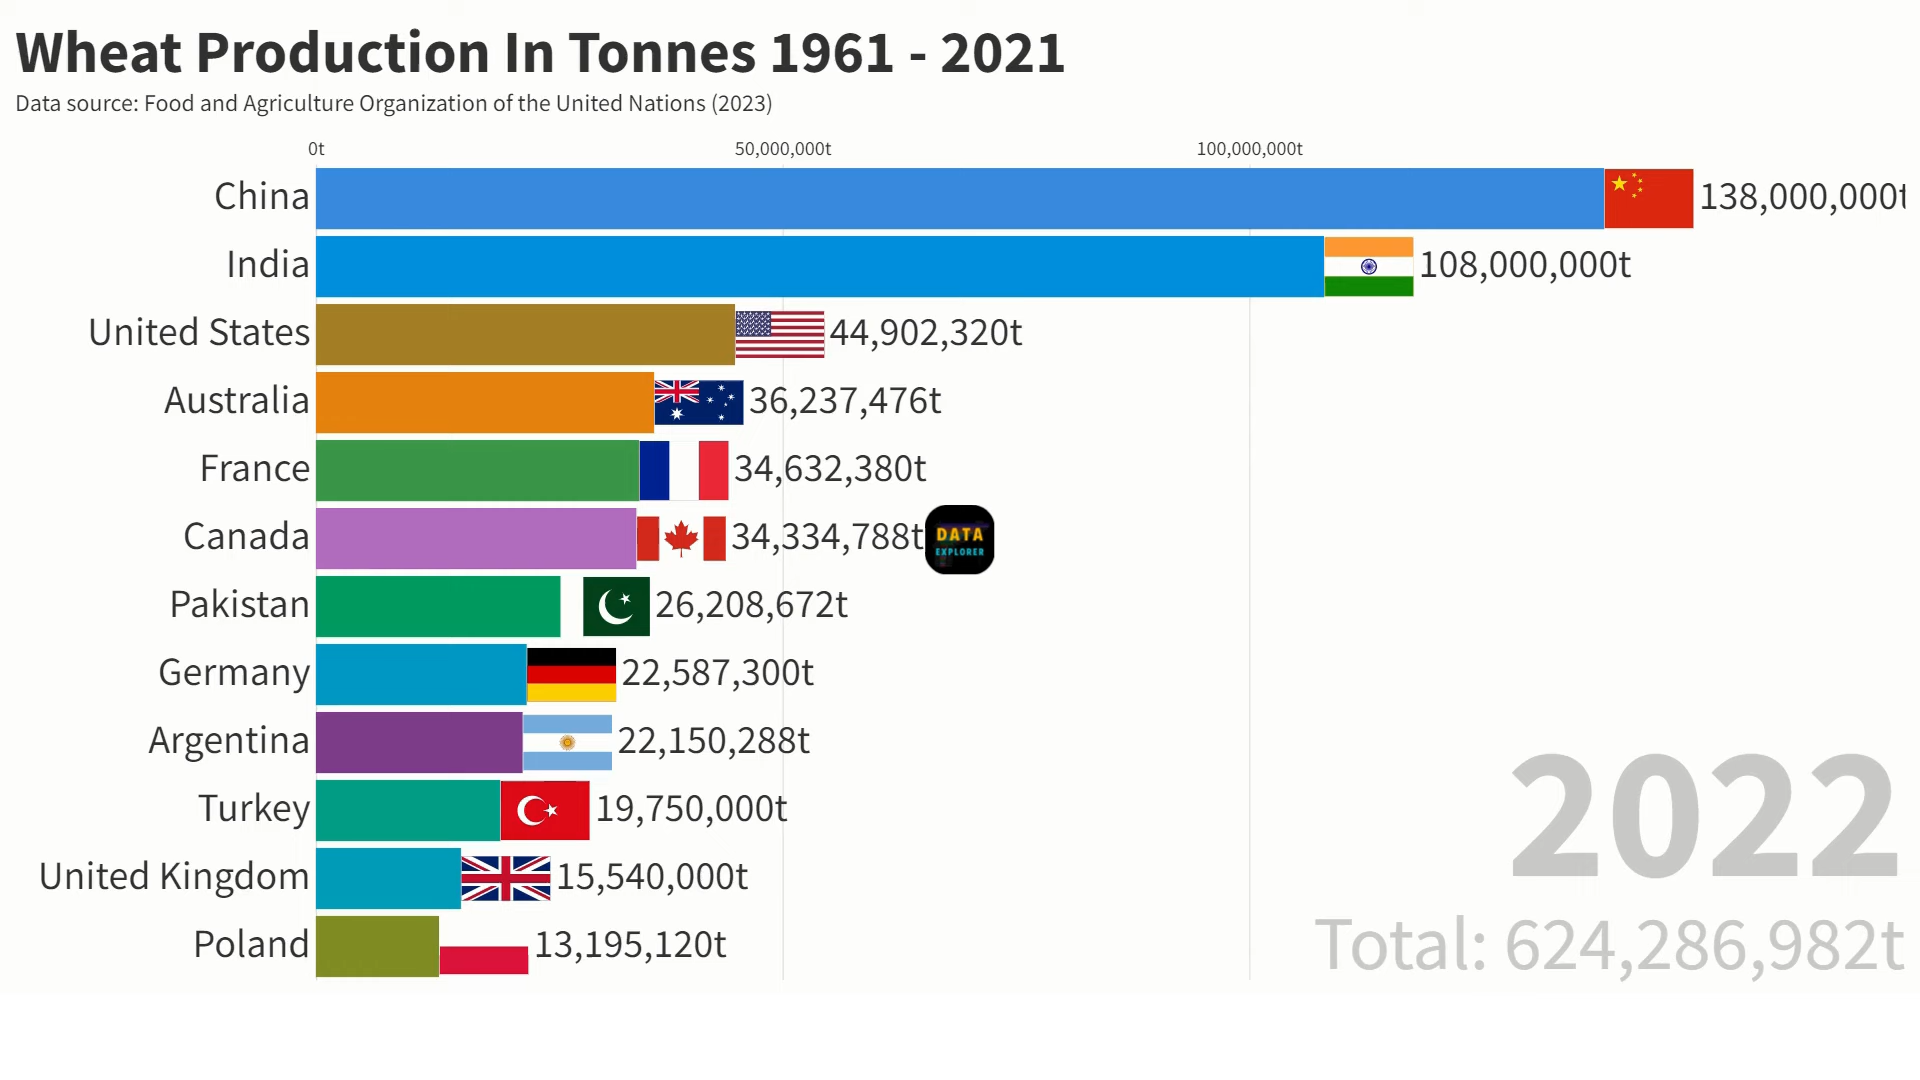 Wheat Production In Tonnes 1961 - 2021
Data source: Food and Agriculture Organization of the United Nations (2023)
0t 50,000,000t 100,000,000t
China 138,000,000t
India 108,000,000t
United States 44,902,320t
Australia 36,237,476t
France 34,632,380t
Canada 34,334,788t
DATA
EXPLORER
Pakistan 26,208,672t
Germany 22,587,300t
Argentina 22,150,288t
Turkey 19,750,000t
United Kingdom 15,540,000t
Poland 13,195,120t
2022
Total: 624,286,982t